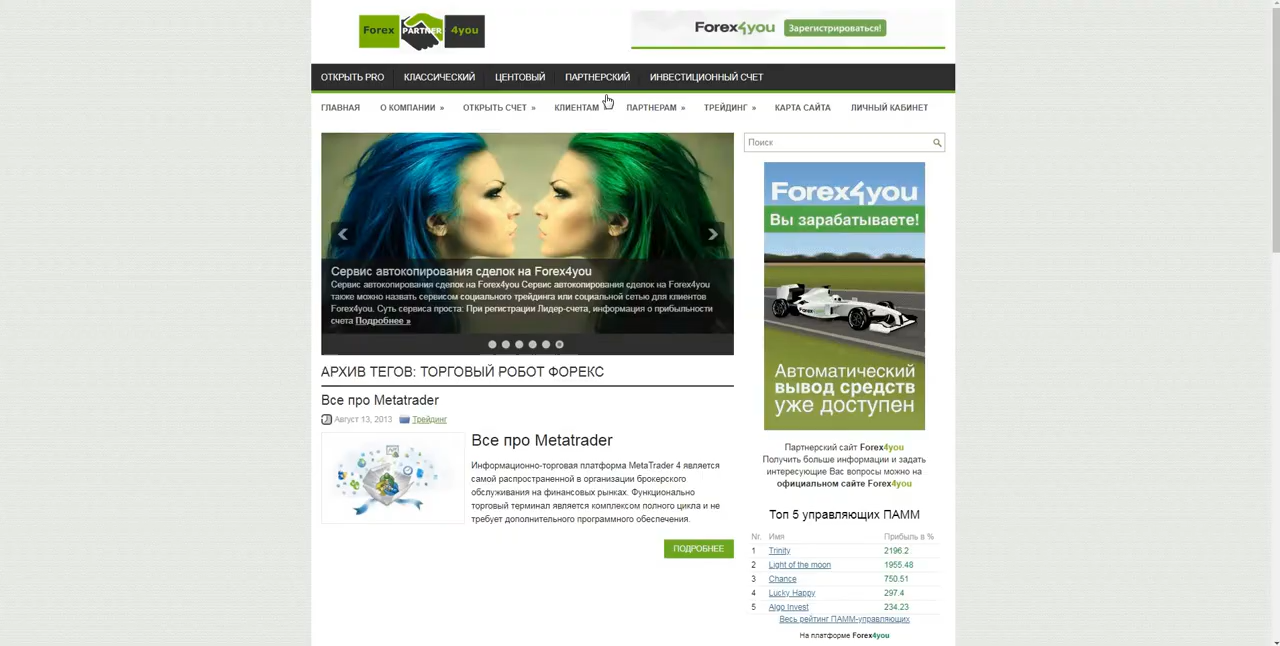 Forex PARTNER 4you
Forex4you Зарегистрироваться!
ОТКРЫТЬ PRO КЛАССИЧЕСКИЙ ЦЕНТОВЫЙ ПАРТНЕРСКИЙ ИНВЕСТИЦИОННЫЙ СЧЕТ
ГЛАВНАЯ О КОМПАНИИ » ОТКРЫТЬ СЧЕТ » КЛИЕНТАМ ПАРТНЕРАМ » ТРЕЙДИНГ » КАРТА САЙТА ЛИЧНЫЙ КАБИНЕТ
Сервис автокопирования сделок на Forex4you
Сервис автокопирования сделок на Forex4you Сервис автокопирования сделок на Forex4you
также можно назвать сервисом социального трейдинга или социальной сетью для клиентов
Forex4you. Суть сервиса проста: При регистрации Лидер-счета, информация о прибыльности
счета Подробнее »
АРХИВ ТЕГОВ: ТОРГОВЫЙ РОБОТ ФОРЕКС
Все про Metatrader
Август 13, 2013 Трейдинг
Все про Metatrader
Информационно-торговая платформа MetaTrader 4 является
самой распространенной в организации брокерского
обслуживания на финансовых рынках. Функционально
торговый терминал является комплексом полного цикла и не
требует дополнительного программного обеспечения.
ПОДРОБНЕЕ
Поиск
Forex4you
Вы зарабатываете!
Автоматический
вывод средств
уже доступен
Партнерский сайт Forex4you
Получить больше информации и задать
интересующие Вас вопросы можно на
официальном сайте Forex4you
Топ 5 управляющих ПАММ
Nr. Имя Прибыль в %
1 Trinity 2196.2
2 Light of the moon 1955.48
3 Chance 750.51
4 Lucky Happy 297.4
5 Algo Invest 234.23
Весь рейтинг ПАММ-управляющих
На платформе Forex4you